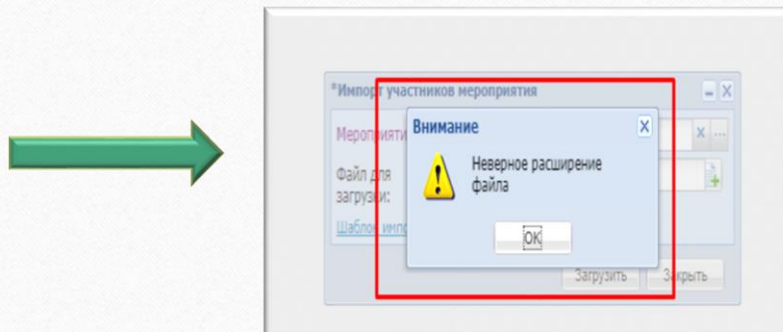 *Импорт участников мероприятия
Внимание
Неверное расширение
файла
Файл для
загрузки:
OK
Загрузить
Закрыть